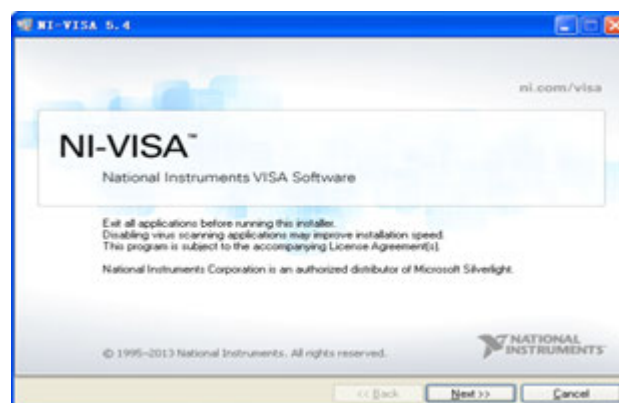 NI-VISA 5.4
ni.com/visa
NI-VISA™
National Instruments VISA Software
Exit all applications before running this installer.
Disabling virus scanning applications may improve installation speed.
This program is subject to the accompanying License Agreement(s).
National Instruments Corporation is an authorized distributor of Microsoft Silverlight.
© 1995–2013 National Instruments. All rights reserved.
NATIONAL
INSTRUMENTS
<< Back
Next >>
Cancel